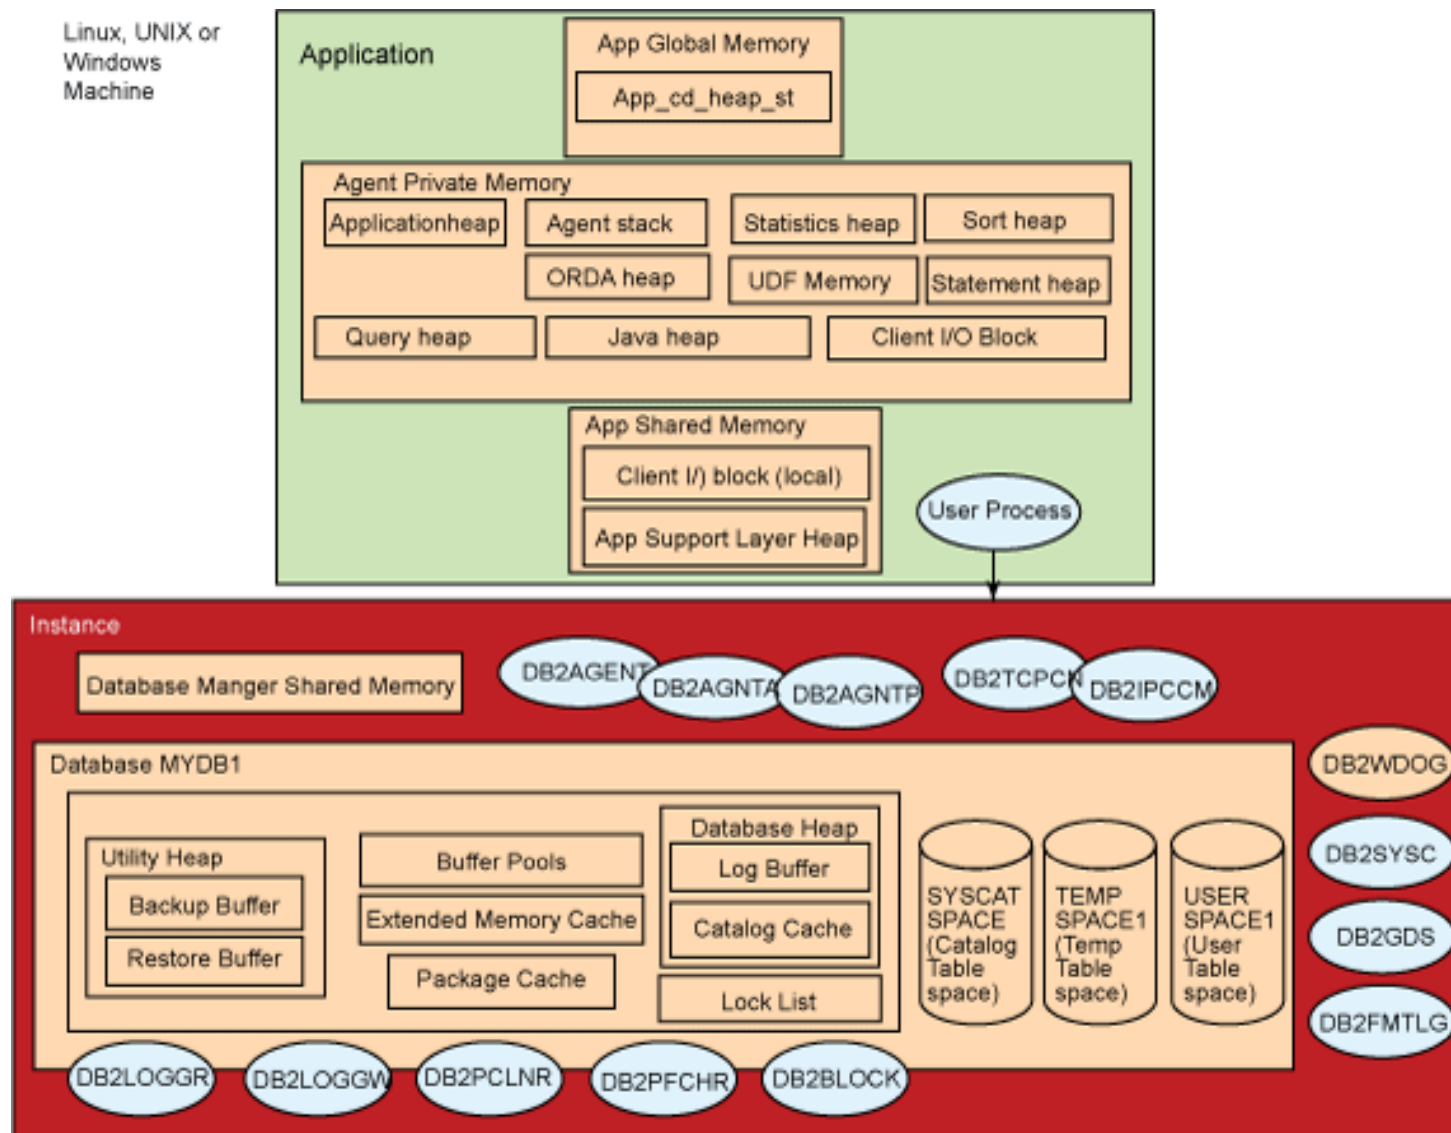 Linux, UNIX or
Windows
Machine
Application
App Global Memory
App_cd_heap_st
Agent Private Memory
Applicationheap
Agent stack
Statistics heap
Sort heap
ORDA heap
UDF Memory
Statement heap
Query heap
Java heap
Client I/O Block
App Shared Memory
Client I/) block (local)
App Support Layer Heap
User Process
Instance
Database Manger Shared Memory
DB2AGENT
DB2AGNTA
DB2AGNTP
DB2TCPCN
DB2IPCCM
Database MYDB1
DB2WDOG
Utility Heap
Backup Buffer
Restore Buffer
Buffer Pools
Extended Memory Cache
Package Cache
Database Heap
Log Buffer
Catalog Cache
Lock List
SYSCAT
SPACE
(Catalog
Table
space)
TEMP
SPACE1
(Temp
Table
space)
USER
SPACE1
(User
Table
space)
DB2SYSC
DB2GDS
DB2FMTLG
DB2LOGGR
DB2LOGGW
DB2PCLNR
DB2PFCHR
DB2BLOCK